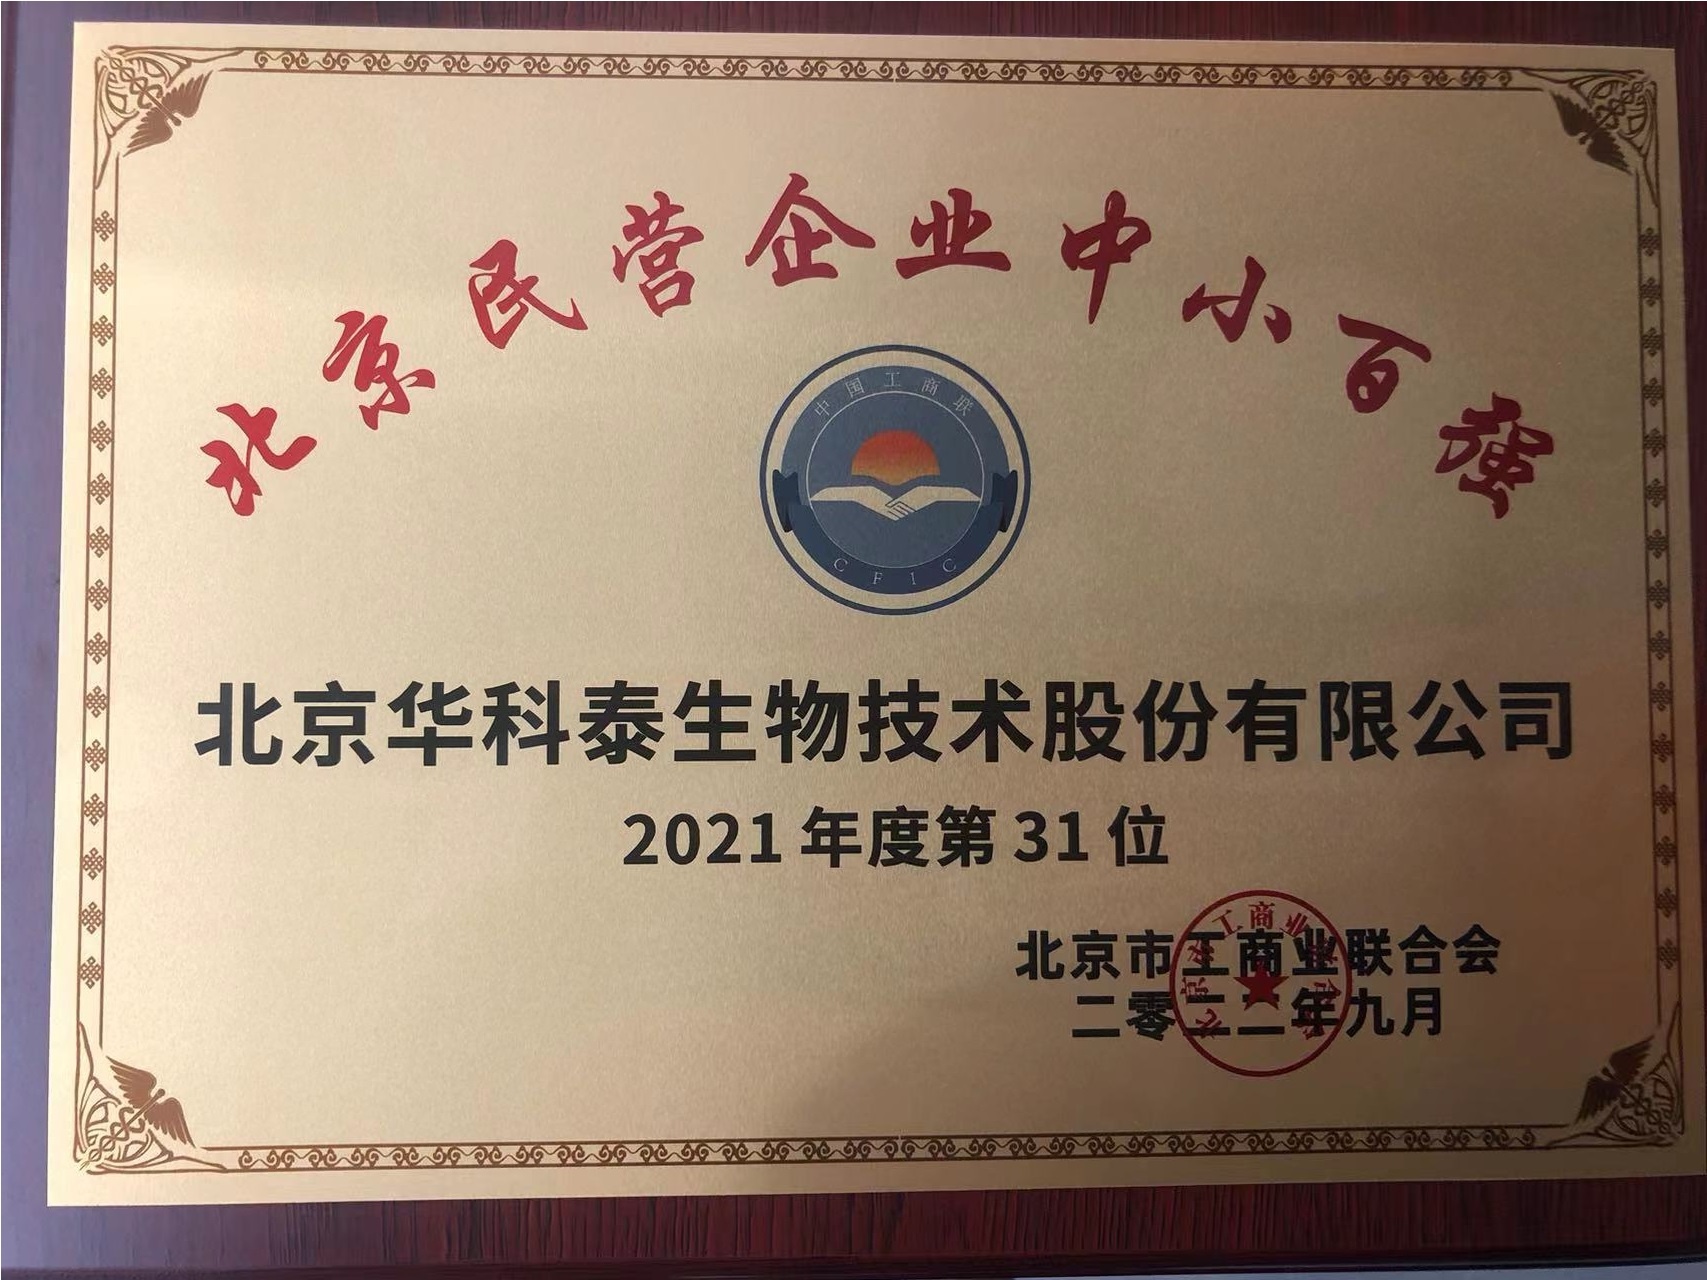 北京民营企业中小百强
中国工商联
CFIC
北京华科泰生物技术股份有限公司
2021年度第31位
北京市工商业联合会
二零二二年九月